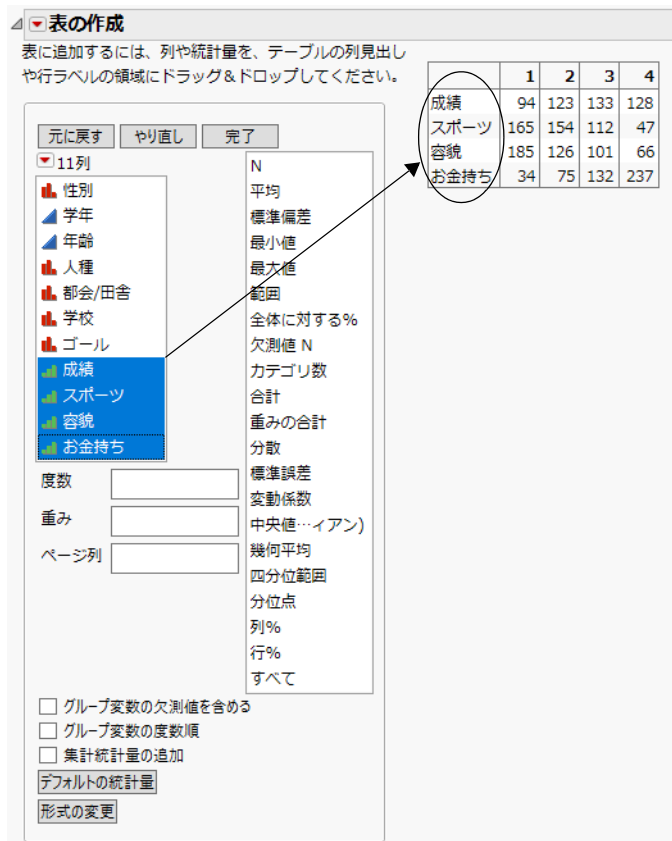 表の作成
表に追加するには、列や統計量を、テーブルの列見出し
や行ラベルの領域にドラッグ＆ドロップしてください。
元に戻す やり直し 完了
11列
性別
学年
年齢
人種
都会/田舎
学校
ゴール
成績
スポーツ
容貌
お金持ち
度数
重み
ページ列
N
平均
標準偏差
最小値
最大値
範囲
全体に対する%
欠測値 N
カテゴリ数
合計
重みの合計
分散
標準誤差
変動係数
中央値…ィアン)
幾何平均
四分位範囲
分位点
列%
行%
すべて
グループ変数の欠測値を含める
グループ変数の度数順
集計統計量の追加
デフォルトの統計量
形式の変更
1 2 3 4
成績 94 123 133 128
スポーツ 165 154 112 47
容貌 185 126 101 66
お金持ち 34 75 132 237